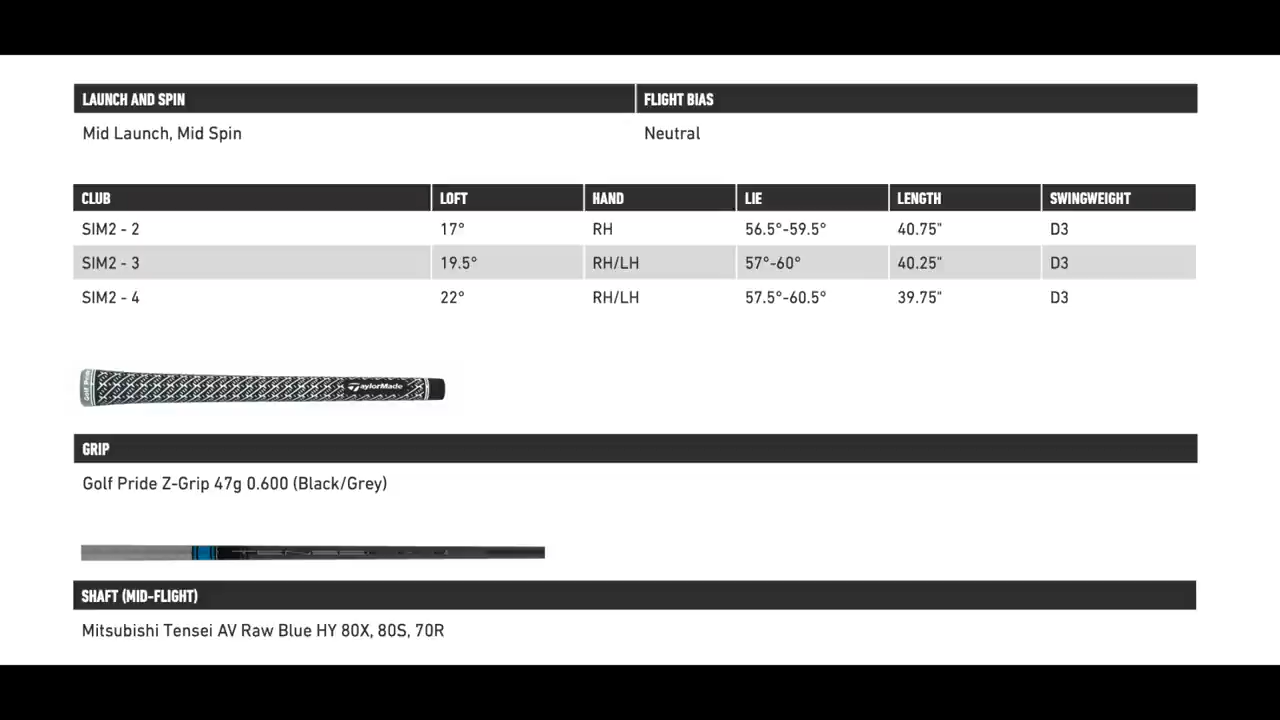 LAUNCH AND SPIN FLIGHT BIAS
Mid Launch, Mid Spin Neutral
CLUB LOFT HAND LIE LENGTH SWINGWEIGHT
SIM2 - 2 17° RH 56.5°-59.5° 40.75" D3
SIM2 - 3 19.5° RH/LH 57°-60° 40.25" D3
SIM2 - 4 22° RH/LH 57.5°-60.5° 39.75" D3
Golf Pride TaylorMade
GRIP
Golf Pride Z-Grip 47g 0.600 (Black/Grey)
SHAFT (MID-FLIGHT)
Mitsubishi Tensei AV Raw Blue HY 80X, 80S, 70R